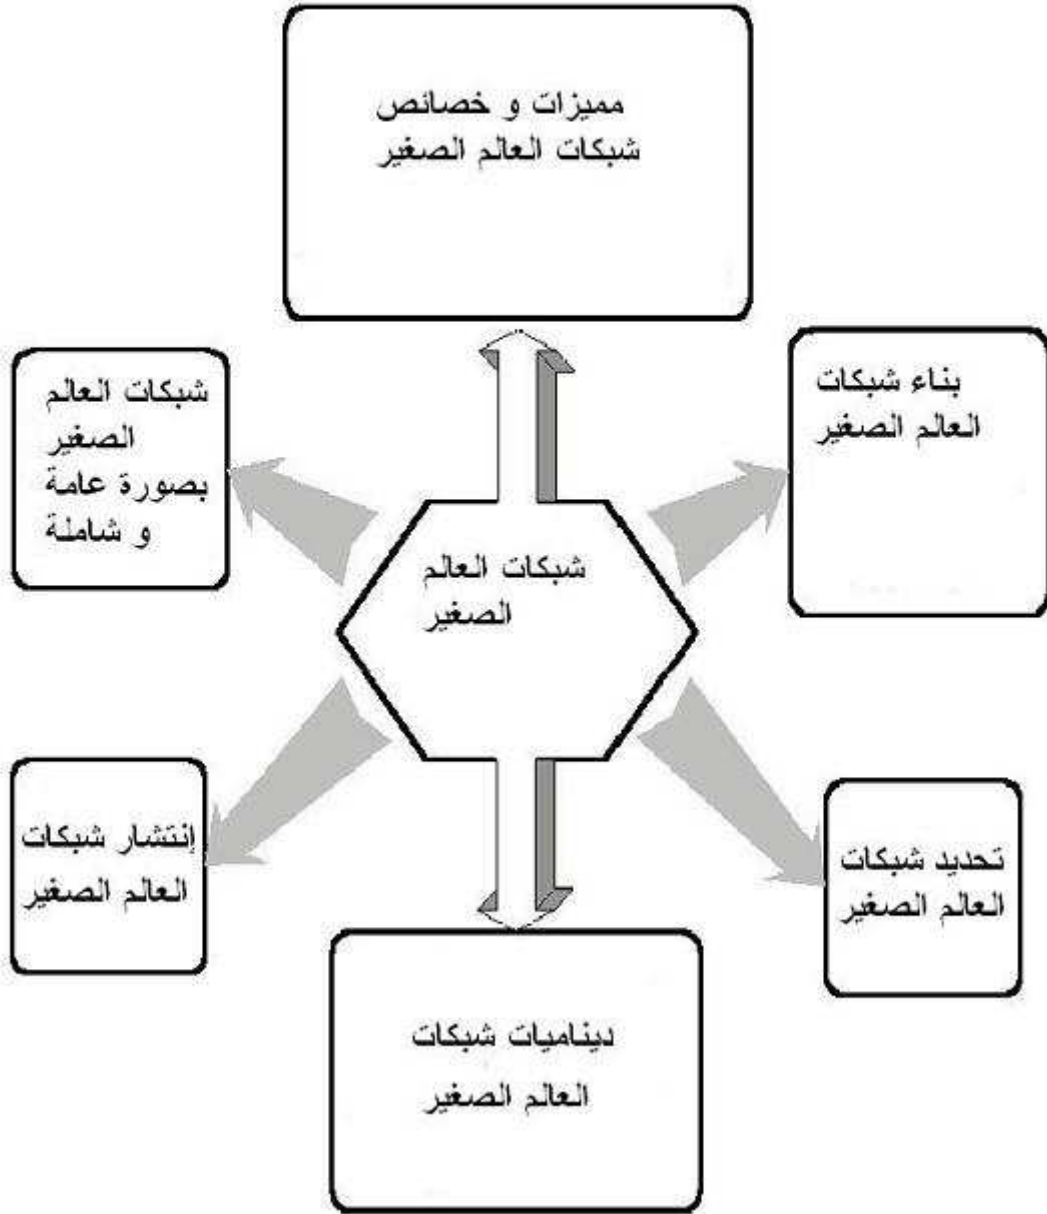 مميزات و خصائص
شبكات العالم الصغير
بناء شبكات
العالم الصغير
شبكات العالم
الصغير
بصورة عامة
و شاملة
شبكات العالم
الصغير
تحديد شبكات
العالم الصغير
إنتشار شبكات
العالم الصغير
ديناميات شبكات
العالم الصغير